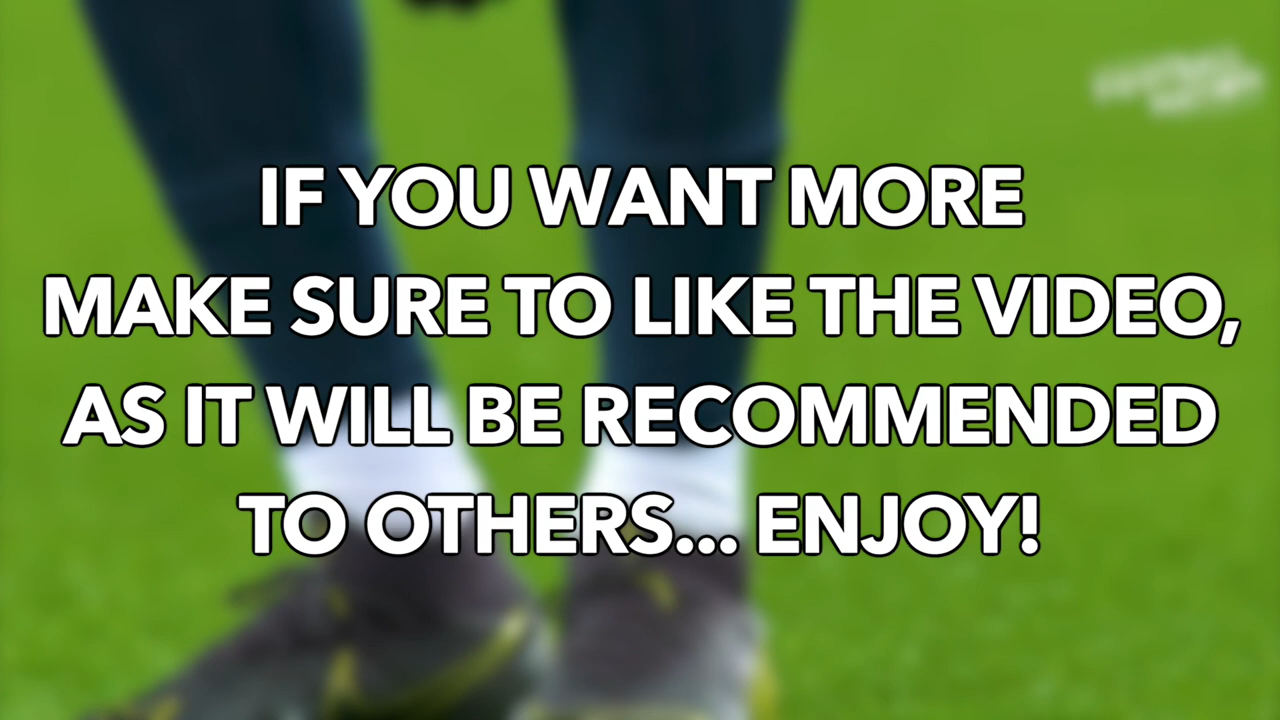 IF YOU WANT MORE
MAKE SURE TO LIKE THE VIDEO,
AS IT WILL BE RECOMMENDED
TO OTHERS... ENJOY!